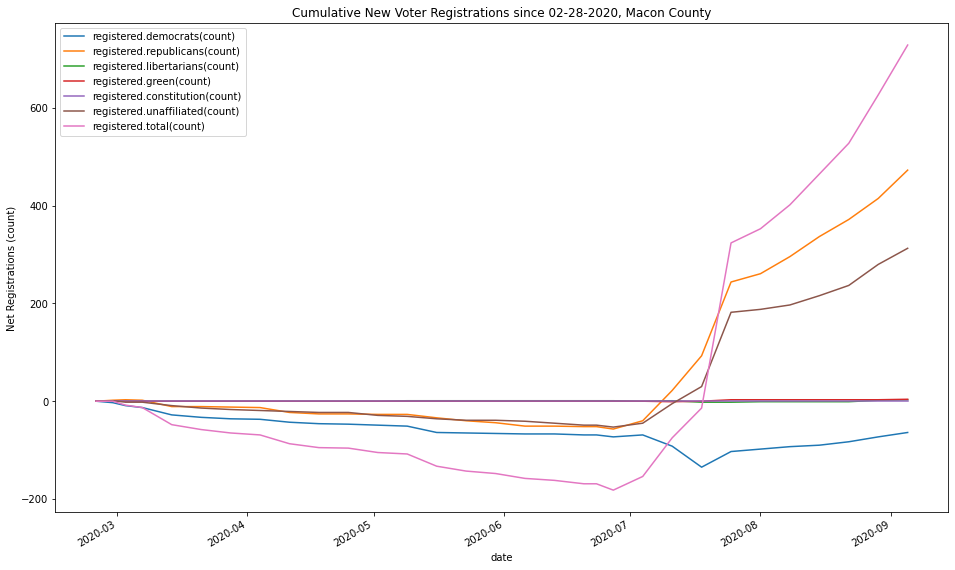 Cumulative New Voter Registrations since 02-28-2020, Macon County
registered.democrats(count)
registered.republicans(count)
registered.libertarians(count)
registered.green(count)
registered.constitution(count)
registered.unaffiliated(count)
registered.total(count)
Net Registrations (count)
600
400
200
0
−200
2020-03
2020-04
2020-05
2020-06
2020-07
2020-08
2020-09
date